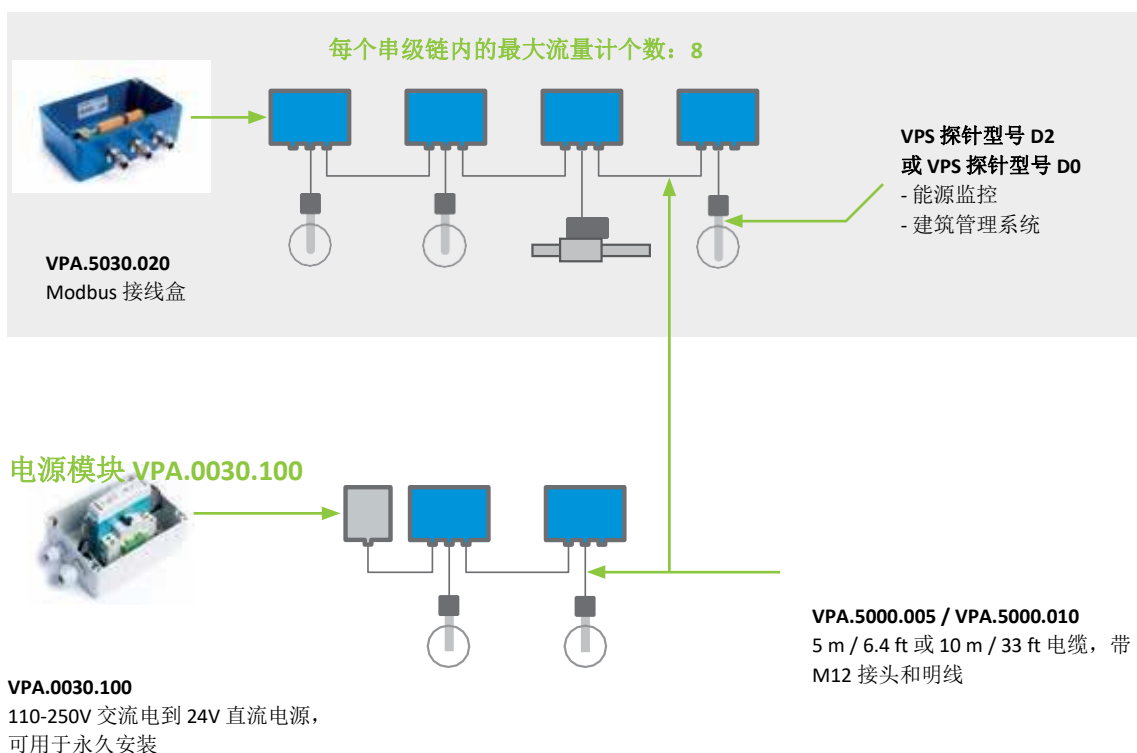 每个串级链内的最大流量计个数：8
VPS 探针型号 D2
或 VPS 探针型号 D0
- 能源监控
- 建筑管理系统
VPA.5030.020
Modbus 接线盒
电源模块 VPA.0030.100
VPA.5000.005 / VPA.5000.010
5 m / 6.4 ft 或 10 m / 33 ft 电缆，带
M12 接头和明线
VPA.0030.100
110-250V 交流电到 24V 直流电源，
可用于永久安装